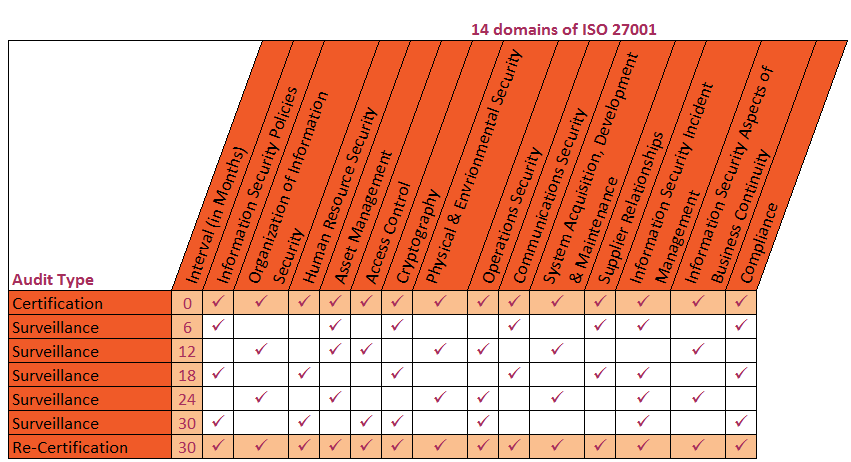 14 domains of ISO 27001
Audit Type
Interval (in Months)
Information Security Policies
Organization of Information
Security
Human Resource Security
Asset Management
Access Control
Cryptography
Physical & Envrionmental Security
Operations Security
Communications Security
System Acquisition, Development
& Maintenance
Supplier Relationships
Information Security Incident
Management
Information Security Aspects of
Business Continuity
Compliance
Certification 0
Surveillance 6
Surveillance 12
Surveillance 18
Surveillance 24
Surveillance 30
Re-Certification 30